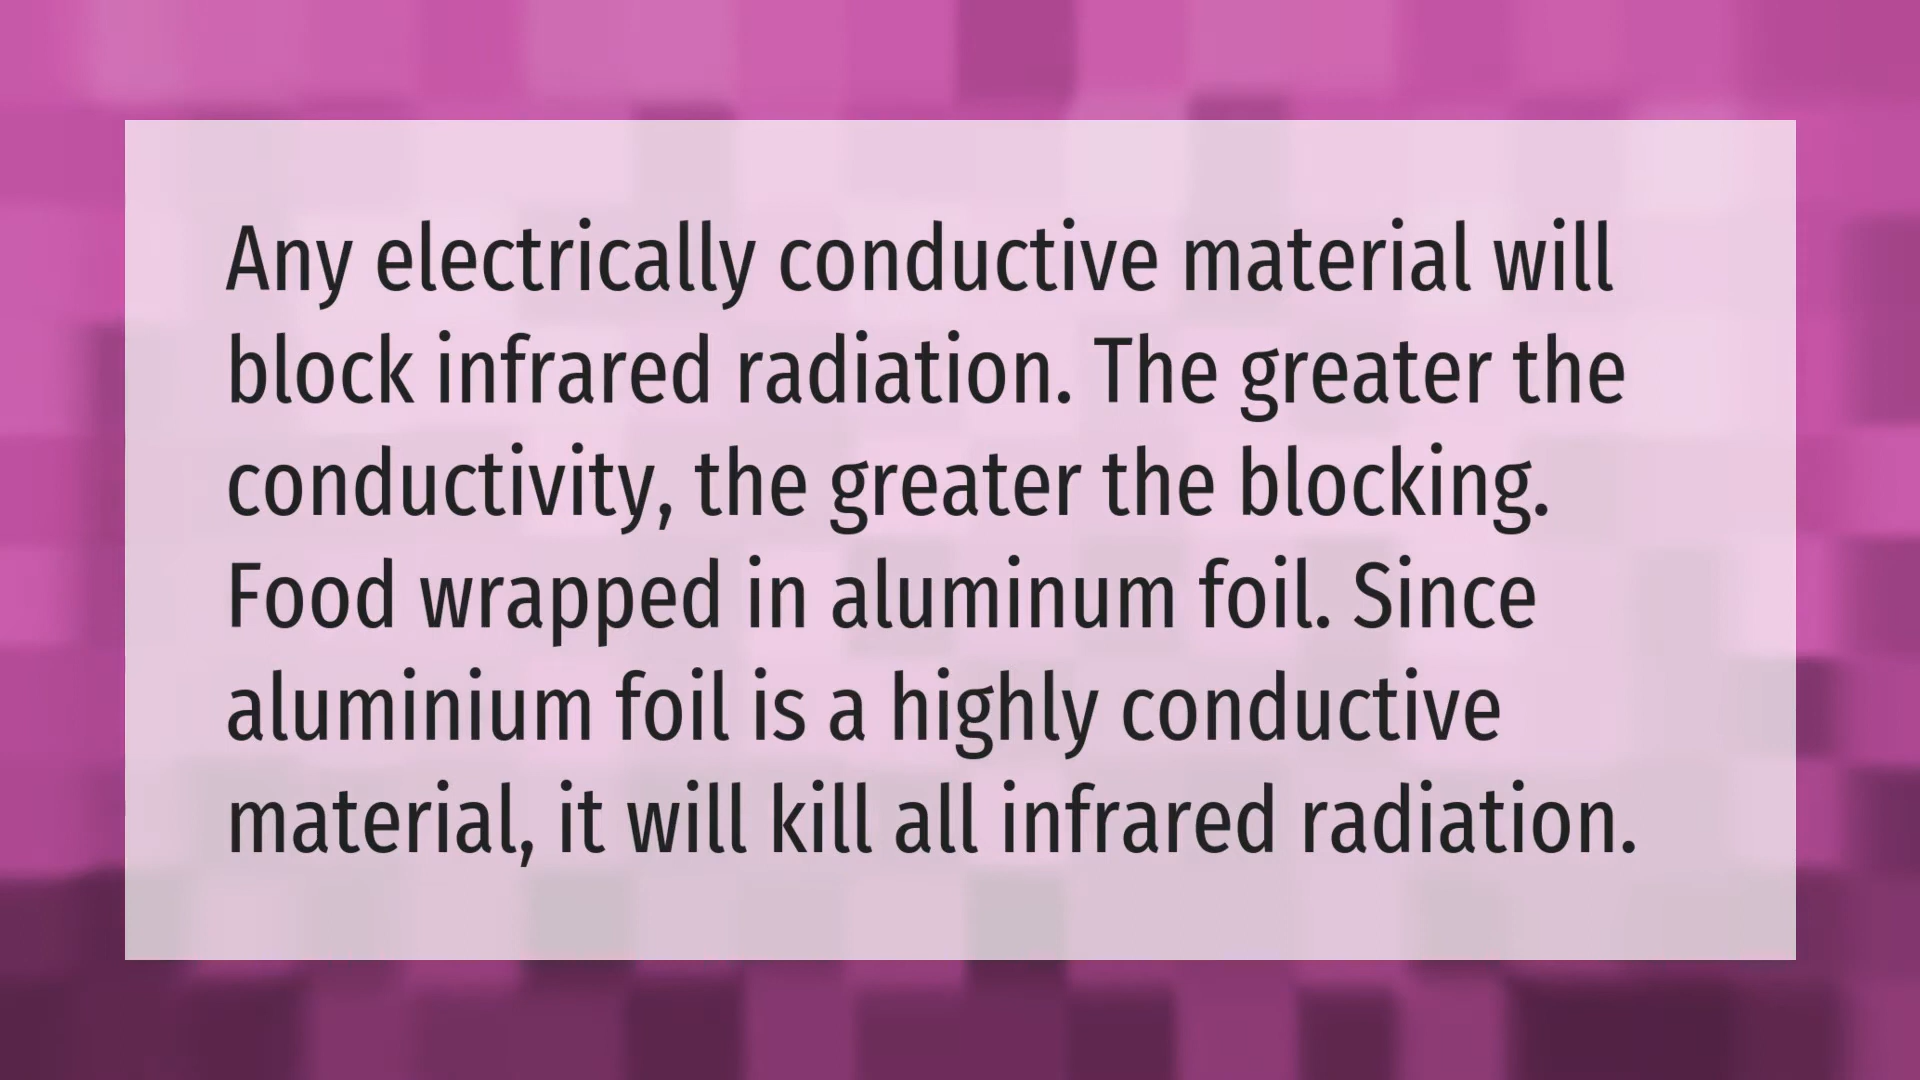 Any electrically conductive material will
block infrared radiation. The greater the
conductivity, the greater the blocking.
Food wrapped in aluminum foil. Since
aluminium foil is a highly conductive
material, it will kill all infrared radiation.